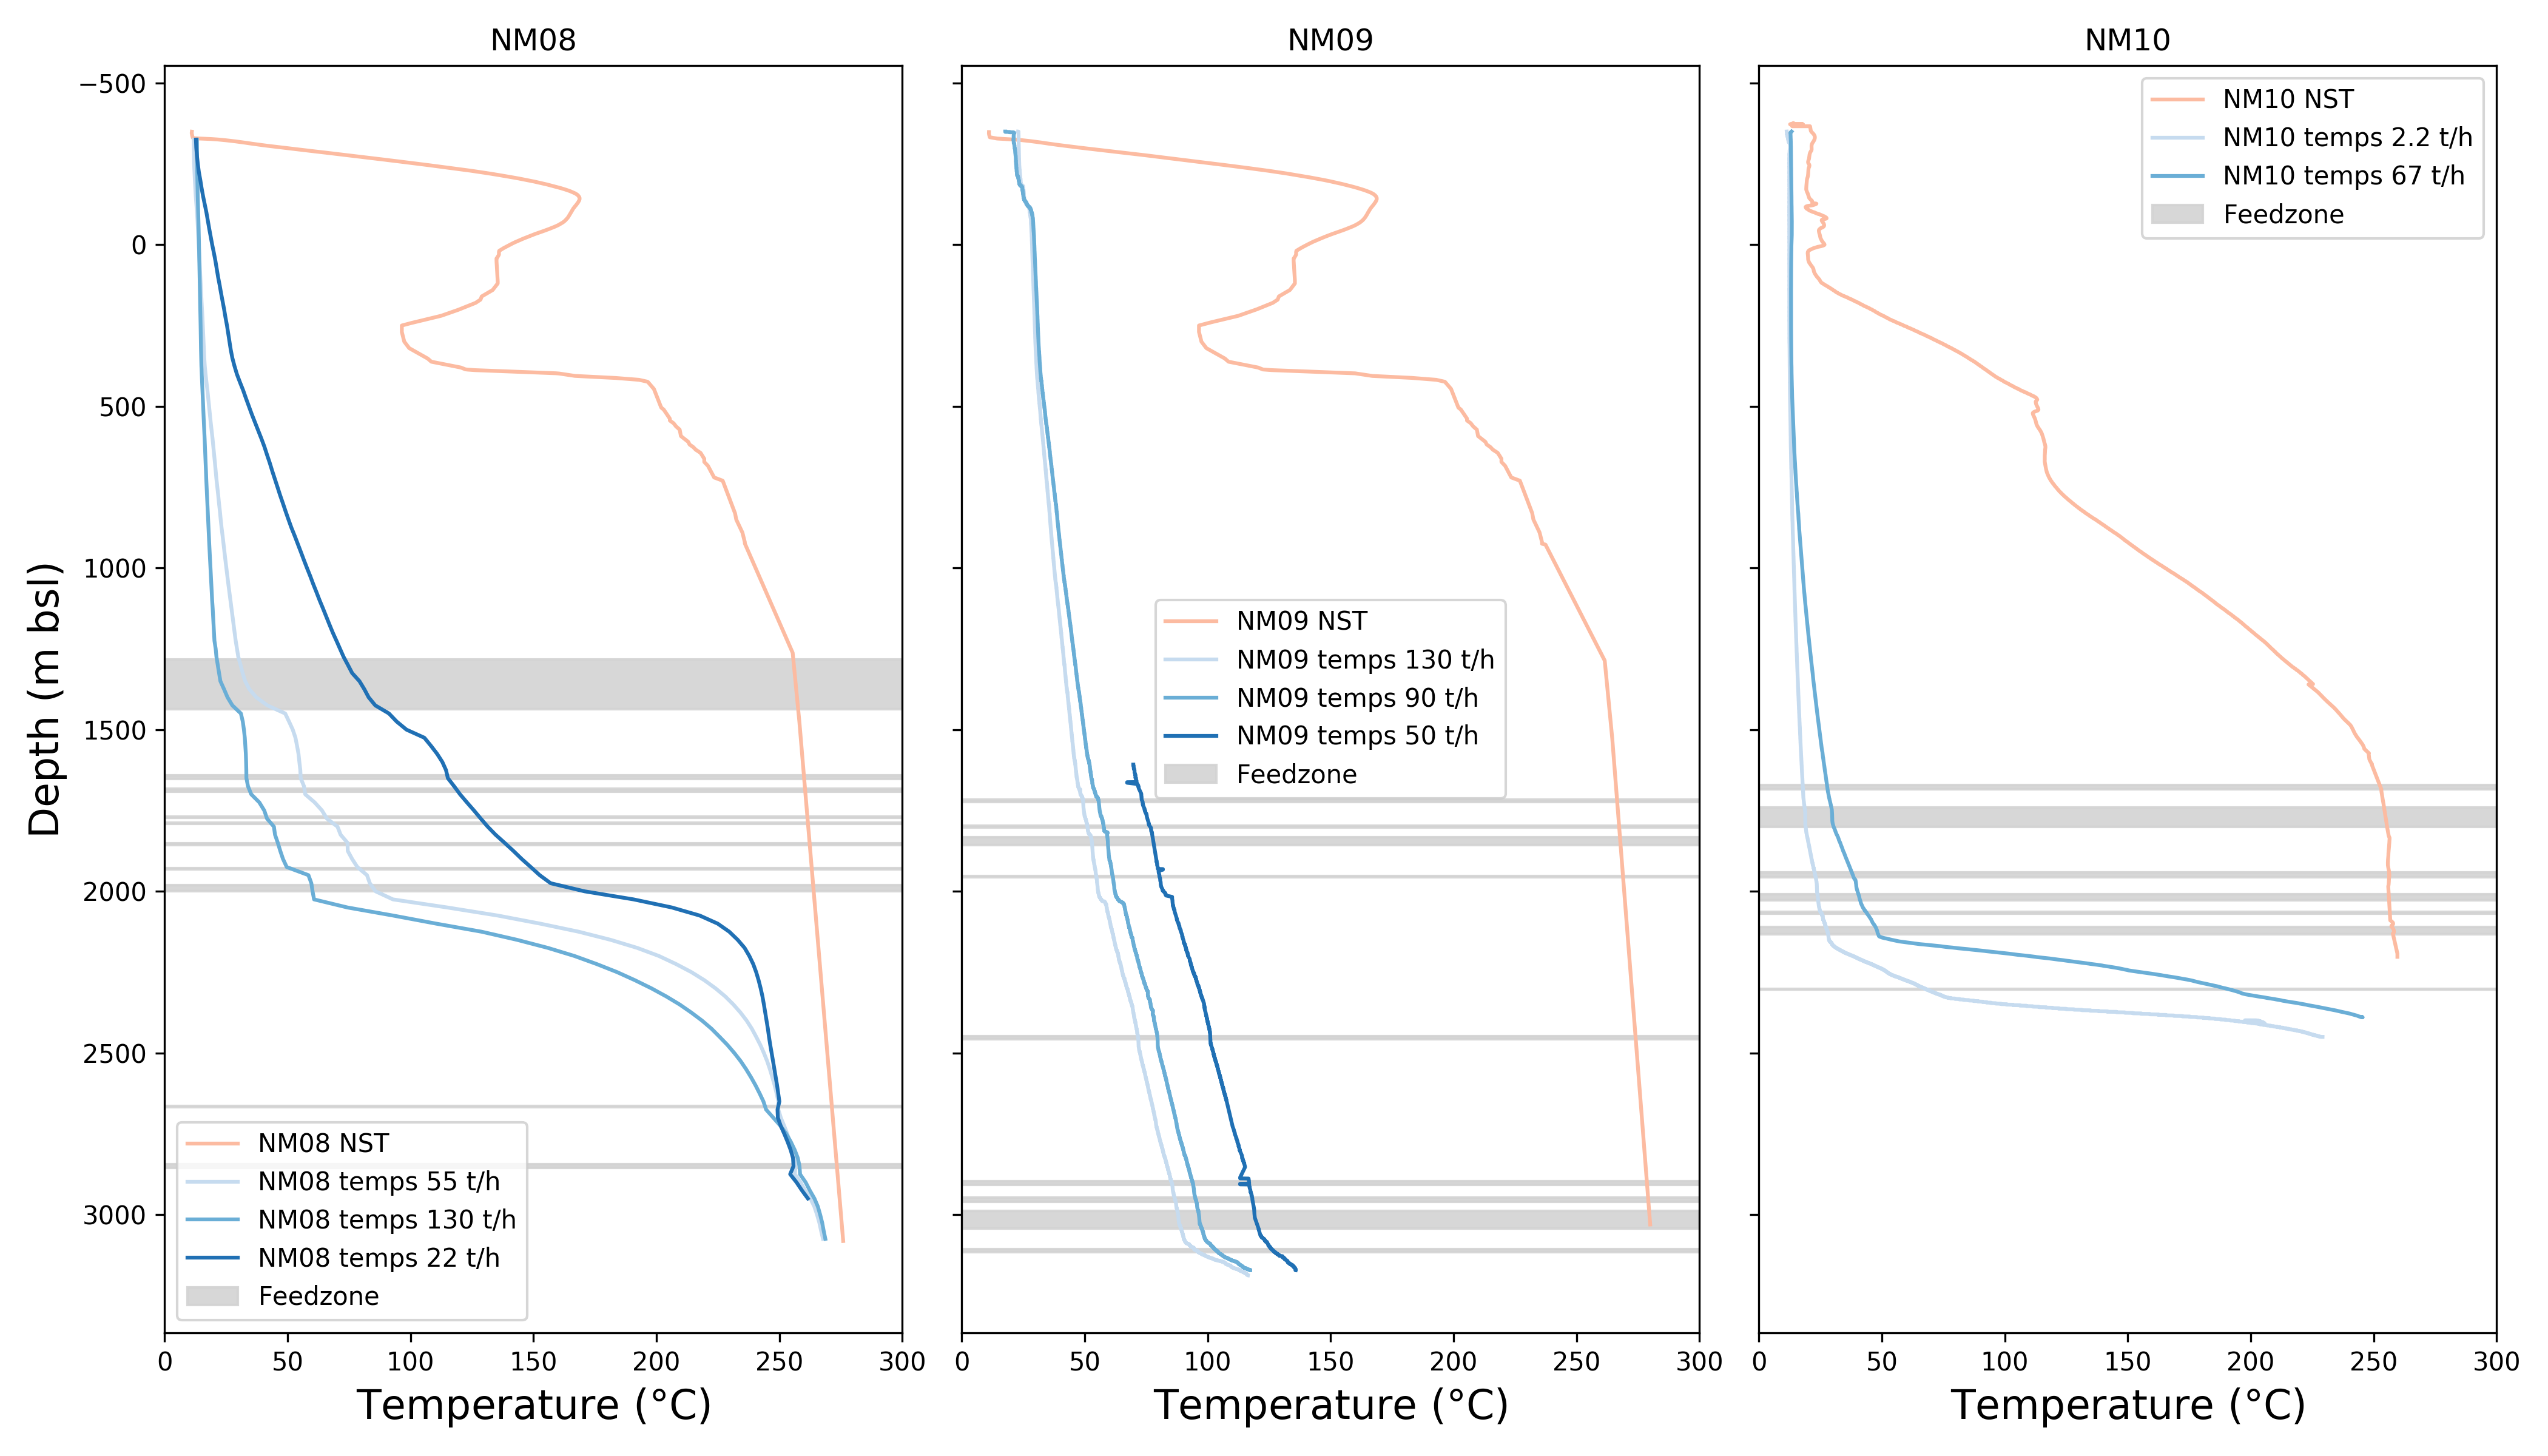 NM08
NM09
NM10
−500
0
500
1000
1500
2000
2500
3000
Depth (m bsl)
NM08 NST
NM08 temps 55 t/h
NM08 temps 130 t/h
NM08 temps 22 t/h
Feedzone
0 50 100 150 200 250 300
Temperature (°C)
NM09 NST
NM09 temps 130 t/h
NM09 temps 90 t/h
NM09 temps 50 t/h
Feedzone
0 50 100 150 200 250 300
Temperature (°C)
NM10 NST
NM10 temps 2.2 t/h
NM10 temps 67 t/h
Feedzone
0 50 100 150 200 250 300
Temperature (°C)